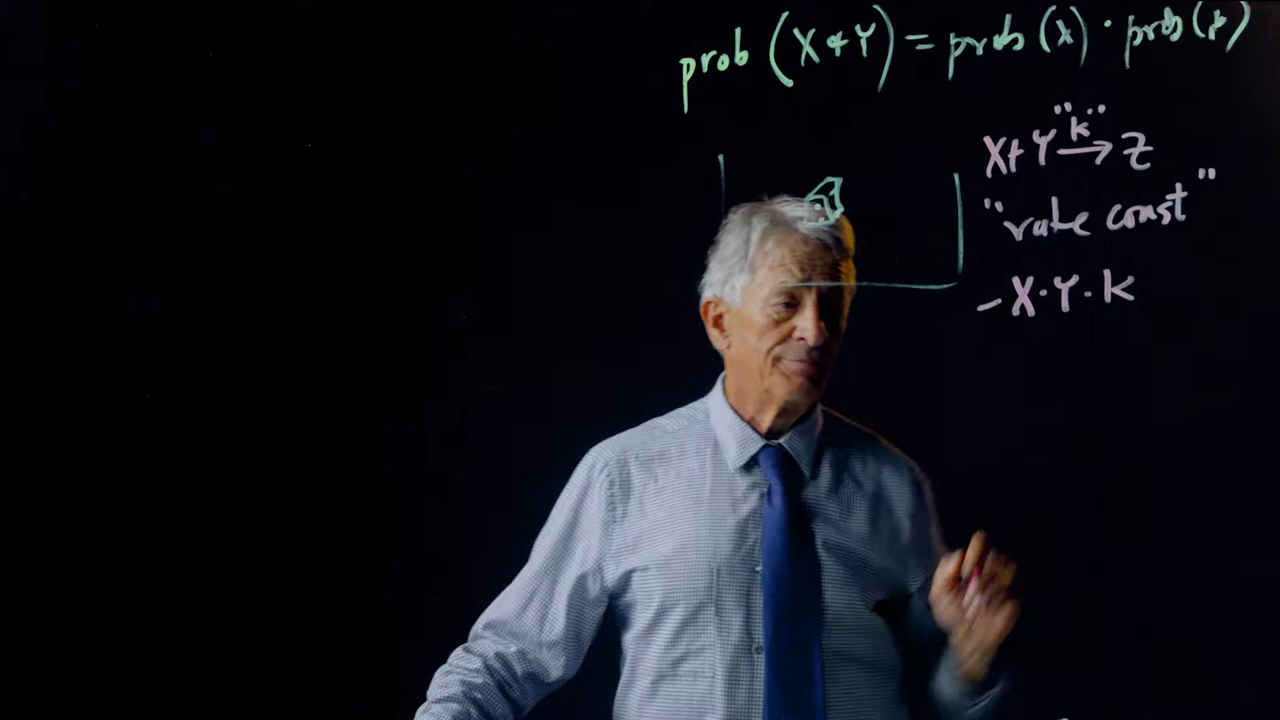 prob (X & Y) = prob (X) · prob (Y)
X + Y "k" → Z
"rate const"
- X · Y · k